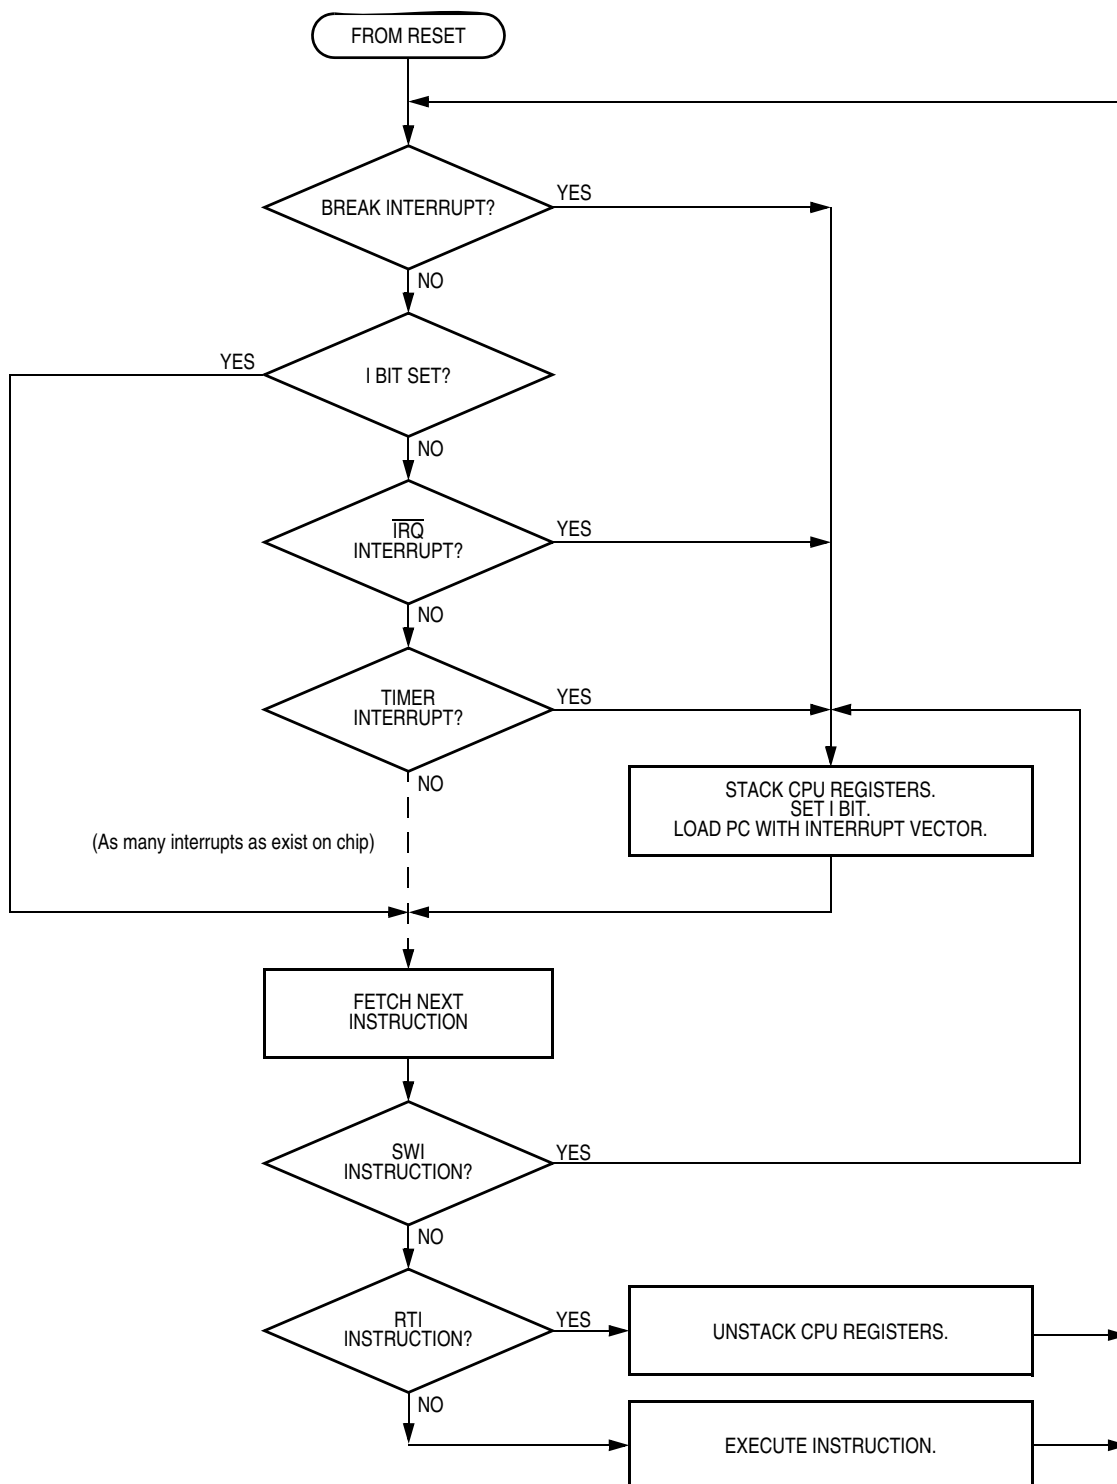 FROM RESET
BREAK INTERRUPT?
YES
NO
YES
I BIT SET?
NO
IRQ
INTERRUPT?
YES
NO
TIMER
INTERRUPT?
YES
NO
STACK CPU REGISTERS.
SET I BIT.
LOAD PC WITH INTERRUPT VECTOR.
(As many interrupts as exist on chip)
FETCH NEXT
INSTRUCTION
SWI
INSTRUCTION?
YES
NO
RTI
INSTRUCTION?
YES
UNSTACK CPU REGISTERS.
NO
EXECUTE INSTRUCTION.